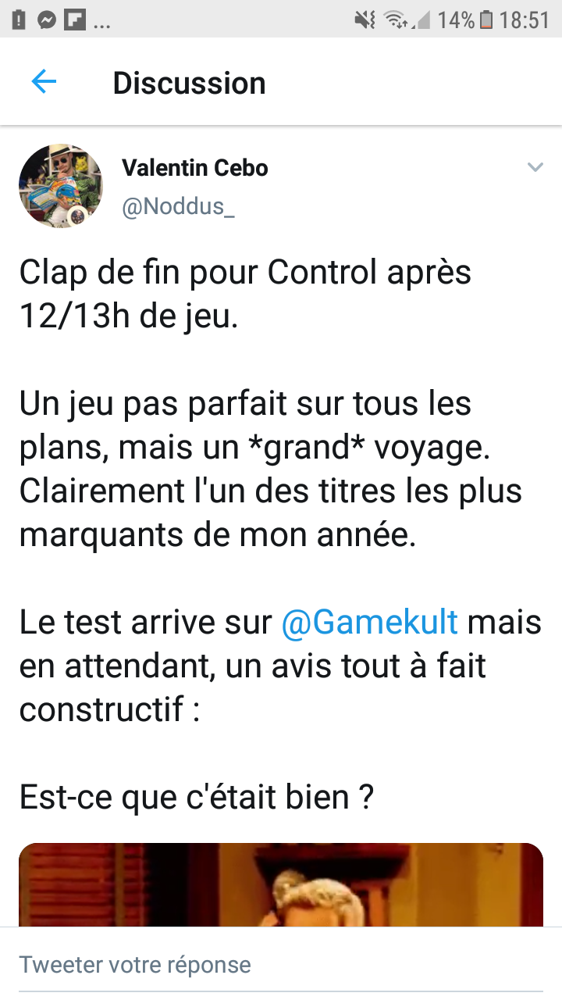 ... 14% 18:51
Discussion
Valentin Cebo
@Noddus_
Clap de fin pour Control après
12/13h de jeu.
Un jeu pas parfait sur tous les
plans, mais un *grand* voyage.
Clairement l'un des titres les plus
marquants de mon année.
Le test arrive sur @Gamekult mais
en attendant, un avis tout à fait
constructif :
Est-ce que c'était bien ?
Tweeter votre réponse